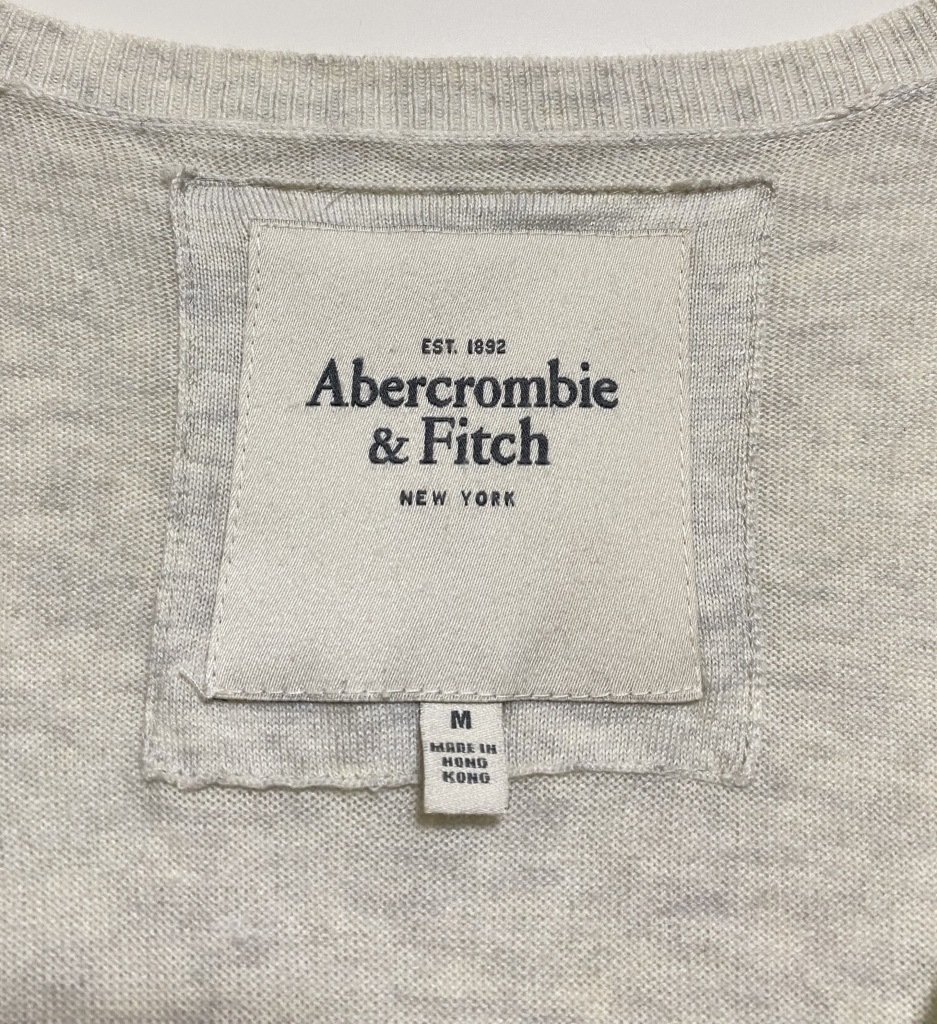 EST. 1892
Abercrombie
& Fitch
NEW YORK
M
MADE IN
HONG
KONG